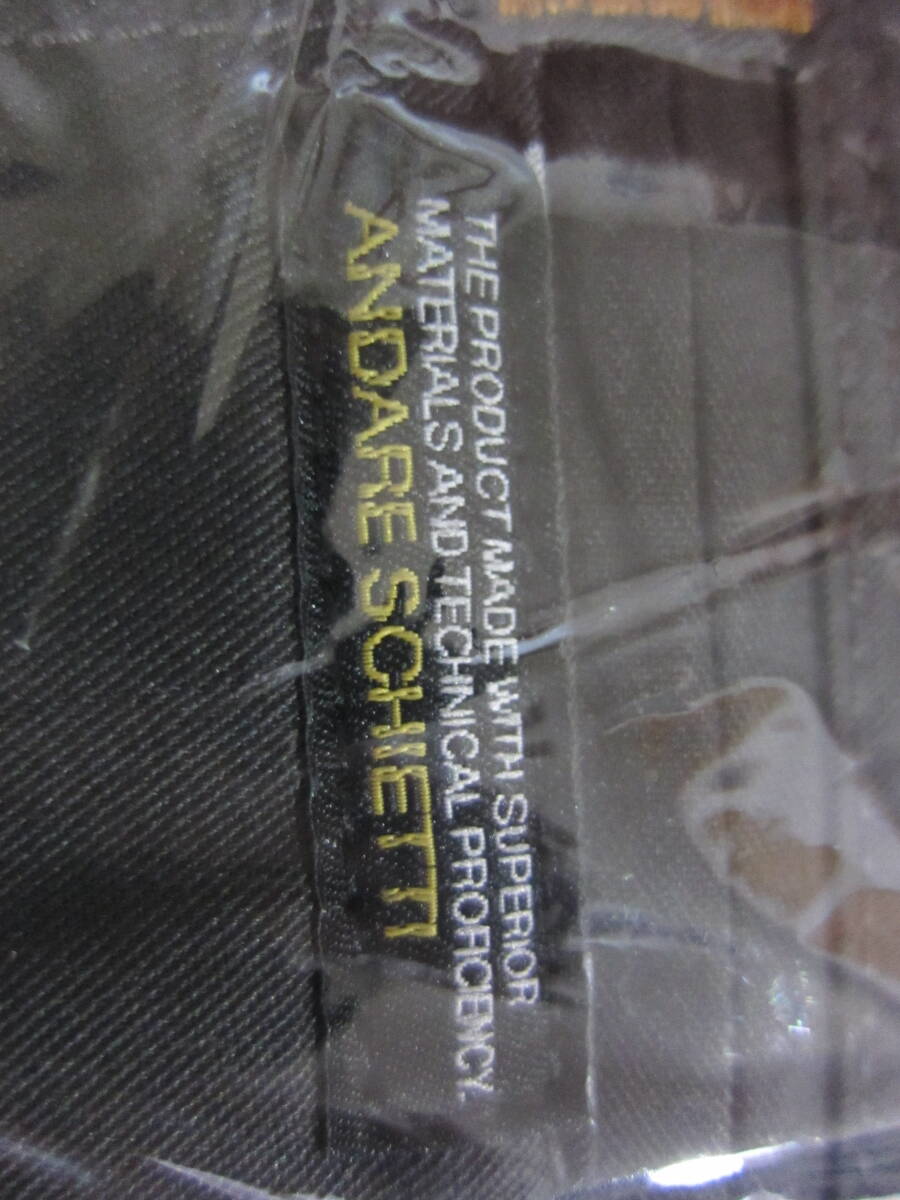 THE PRODUCT MADE WITH SUPERIOR
MATERIALS AND TECHNICAL PROFICIENCY.
ANDARE SCHIETTI